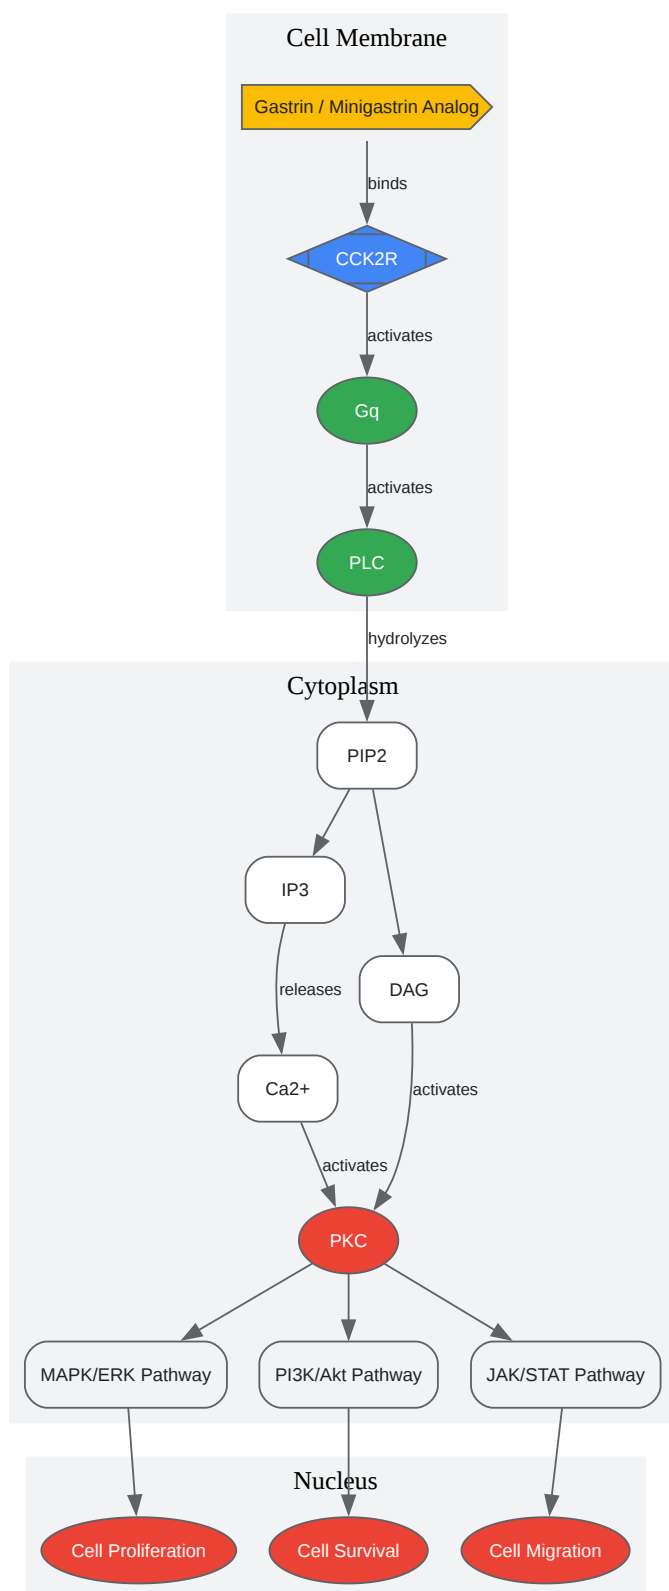 Cell Membrane
Gastrin / Minigastrin Analog
binds
CCK2R
activates
Gq
activates
PLC
hydrolyzes
Cytoplasm
PIP2
IP3
releases
DAG
Ca2+
activates
activates
PKC
MAPK/ERK Pathway
PI3K/Akt Pathway
JAK/STAT Pathway
Nucleus
Cell Proliferation
Cell Survival
Cell Migration